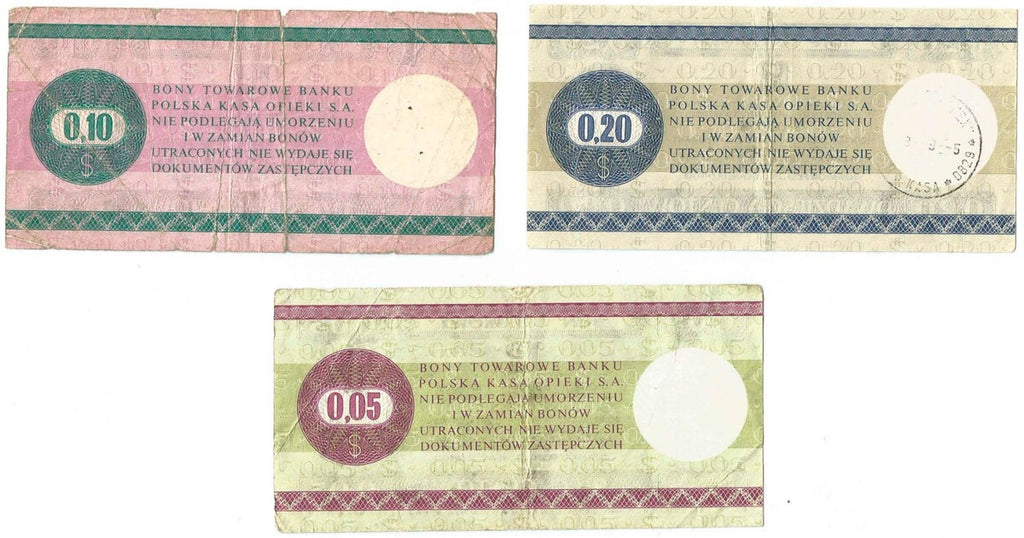 0,10
$
BONY TOWAROWE BANKU
POLSKA KASA OPIEKI S.A.
NIE PODLEGAJĄ UMORZENIU
I W ZAMIAN BONÓW
UTRACONYCH NIE WYDAJE SIĘ
DOKUMENTÓW ZASTĘPCZYCH
0,20
$
BONY TOWAROWE BANKU
POLSKA KASA OPIEKI S.A.
NIE PODLEGAJĄ UMORZENIU
I W ZAMIAN BONÓW
UTRACONYCH NIE WYDAJE SIĘ
DOKUMENTÓW ZASTĘPCZYCH
KASA * D829 *
0,05
$
BONY TOWAROWE BANKU
POLSKA KASA OPIEKI S.A.
NIE PODLEGAJĄ UMORZENIU
I W ZAMIAN BONÓW
UTRACONYCH NIE WYDAJE SIĘ
DOKUMENTÓW ZASTĘPCZYCH